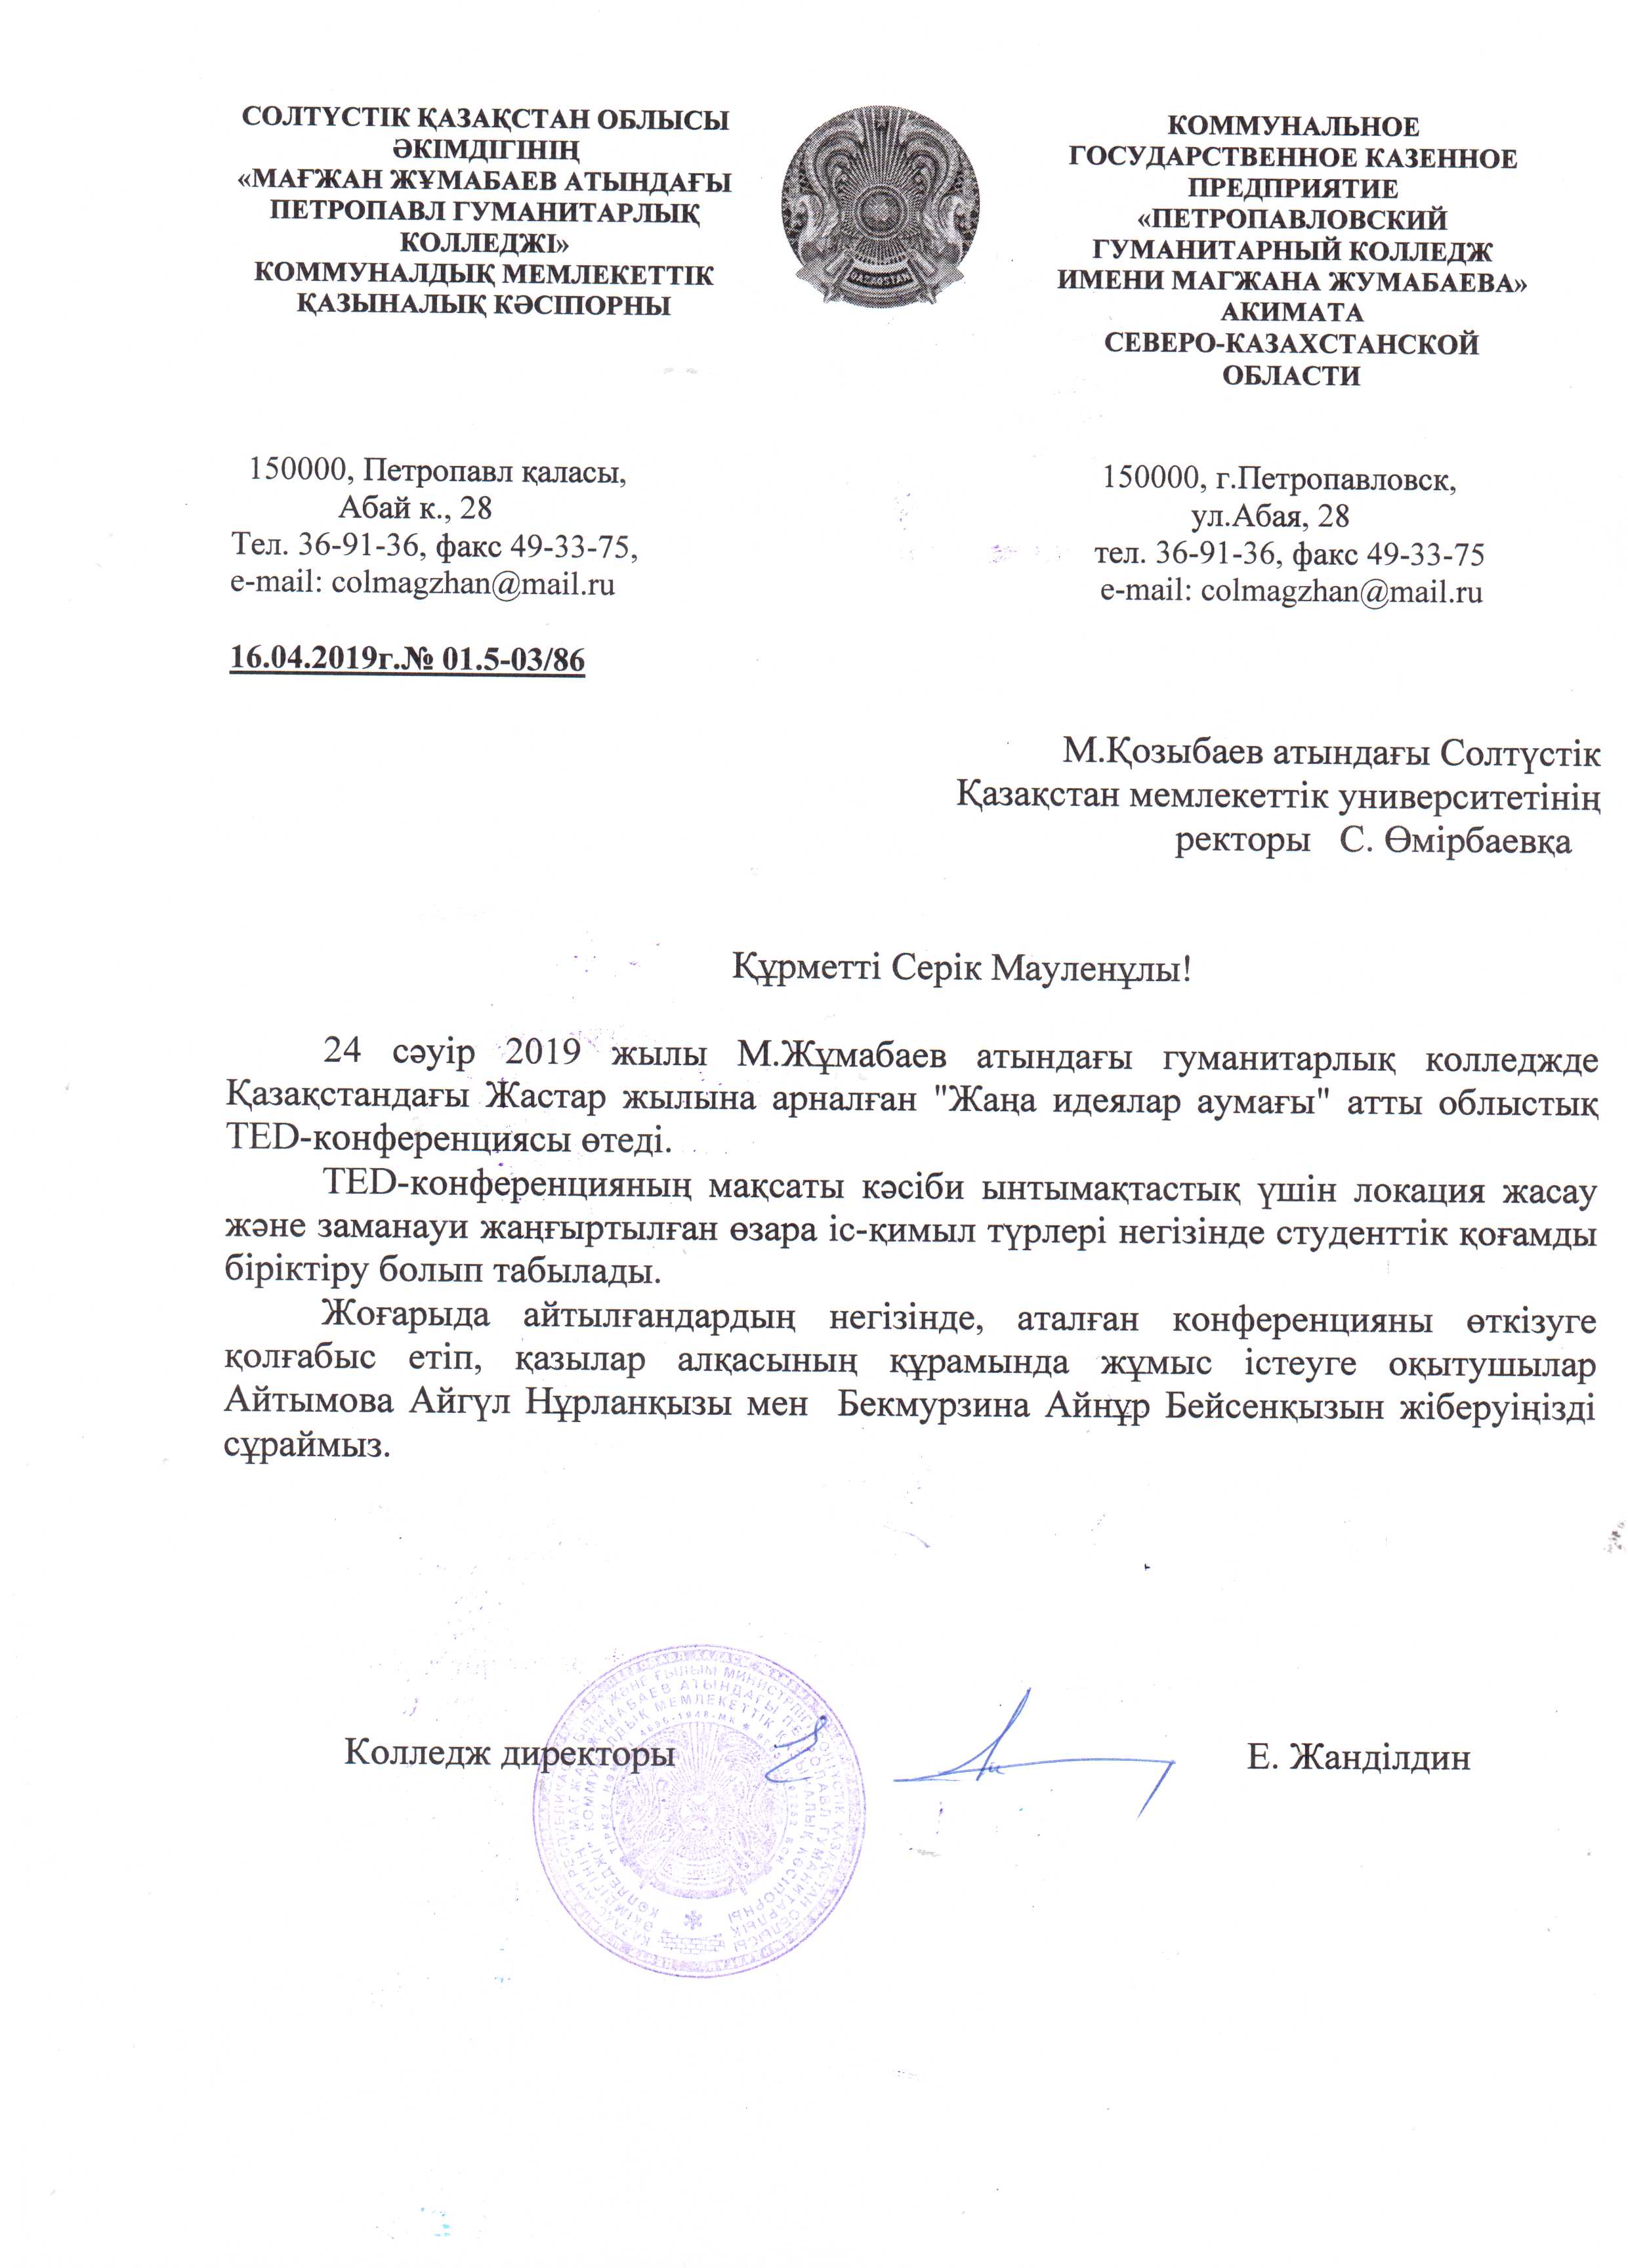 СОЛТҮСТІК ҚАЗАҚСТАН ОБЛЫСЫ
ӘКІМДІГІНІҢ
«МАҒЖАН ЖҰМАБАЕВ АТЫНДАҒЫ
ПЕТРОПАВЛ ГУМАНИТАРЛЫҚ
КОЛЛЕДЖІ»
КОММУНАЛДЫҚ МЕМЛЕКЕТТІК
ҚАЗЫНАЛЫҚ КӘСІПОРНЫ
QAZAQSTAN
КОММУНАЛЬНОЕ
ГОСУДАРСТВЕННОЕ КАЗЕННОЕ
ПРЕДПРИЯТИЕ
«ПЕТРОПАВЛОВСКИЙ
ГУМАНИТАРНЫЙ КОЛЛЕДЖ
ИМЕНИ МАГЖАНА ЖУМАБАЕВА»
АКИМАТА
СЕВЕРО-КАЗАХСТАНСКОЙ
ОБЛАСТИ
150000, Петропавл қаласы,
Абай к., 28
Тел. 36-91-36, факс 49-33-75,
e-mail: colmagzhan@mail.ru
150000, г.Петропавловск,
ул.Абая, 28
тел. 36-91-36, факс 49-33-75
e-mail: colmagzhan@mail.ru
16.04.2019г.№ 01.5-03/86
М.Қозыбаев атындағы Солтүстік
Қазақстан мемлекеттік университетінің
ректоры С. Өмірбаевқа
Құрметті Серік Мауленұлы!
24 сәуір 2019 жылы М.Жұмабаев атындағы гуманитарлық колледжде
Қазақстандағы Жастар жылына арналған "Жаңа идеялар аумағы" атты облыстық
TED-конференциясы өтеді.
TED-конференцияның мақсаты кәсіби ынтымақтастық үшін локация жасау
және заманауи жаңғыртылған өзара іс-қимыл түрлері негізінде студенттік қоғамды
біріктіру болып табылады.
Жоғарыда айтылғандардың негізінде, аталған конференцияны өткізуге
қолғабыс етіп, қазылар алқасының құрамында жұмыс істеуге оқытушылар
Айтымова Айгүл Нұрланқызы мен Бекмурзина Айнұр Бейсенқызын жіберуіңізді
сұраймыз.
Колледж директоры
Е. Жанділдин